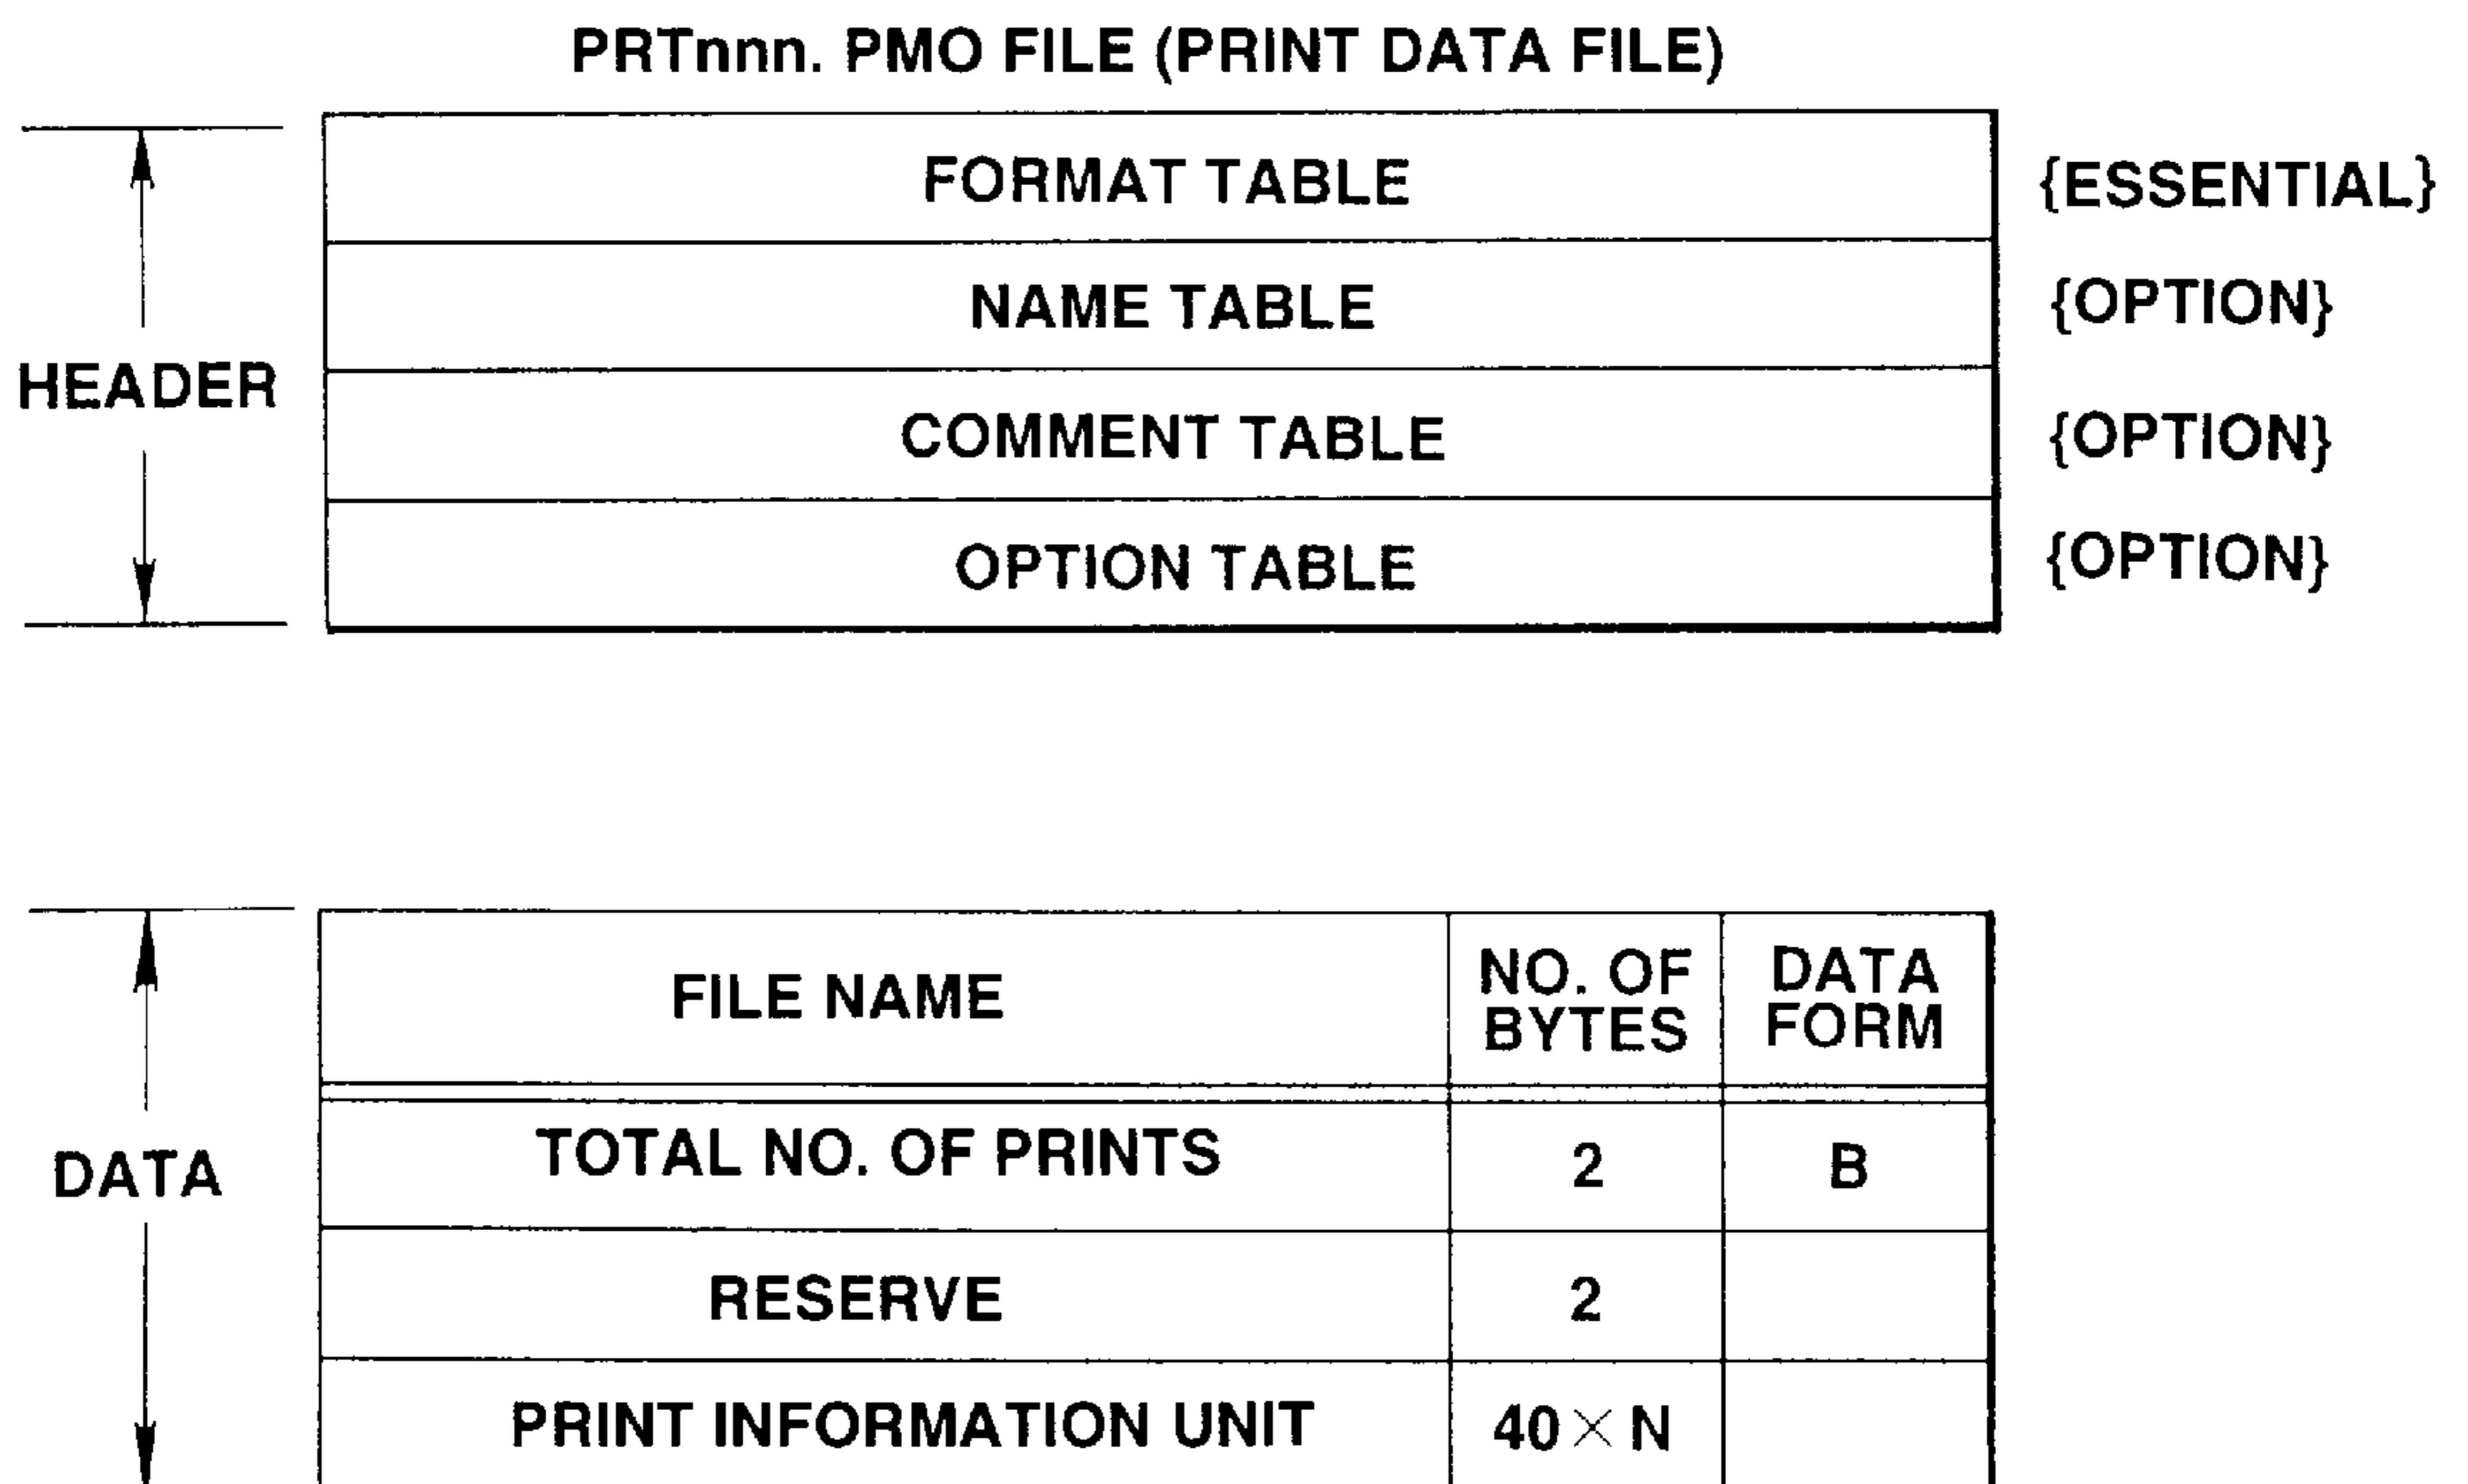 PRTnnn. PMO FILE (PRINT DATA FILE)
FORMAT TABLE {ESSENTIAL}
NAME TABLE {OPTION}
HEADER
COMMENT TABLE {OPTION}
OPTION TABLE {OPTION}
FILE NAME
NO. OF
BYTES
DATA
FORM
DATA
TOTAL NO. OF PRINTS 2 B
RESERVE 2
PRINT INFORMATION UNIT 40×N